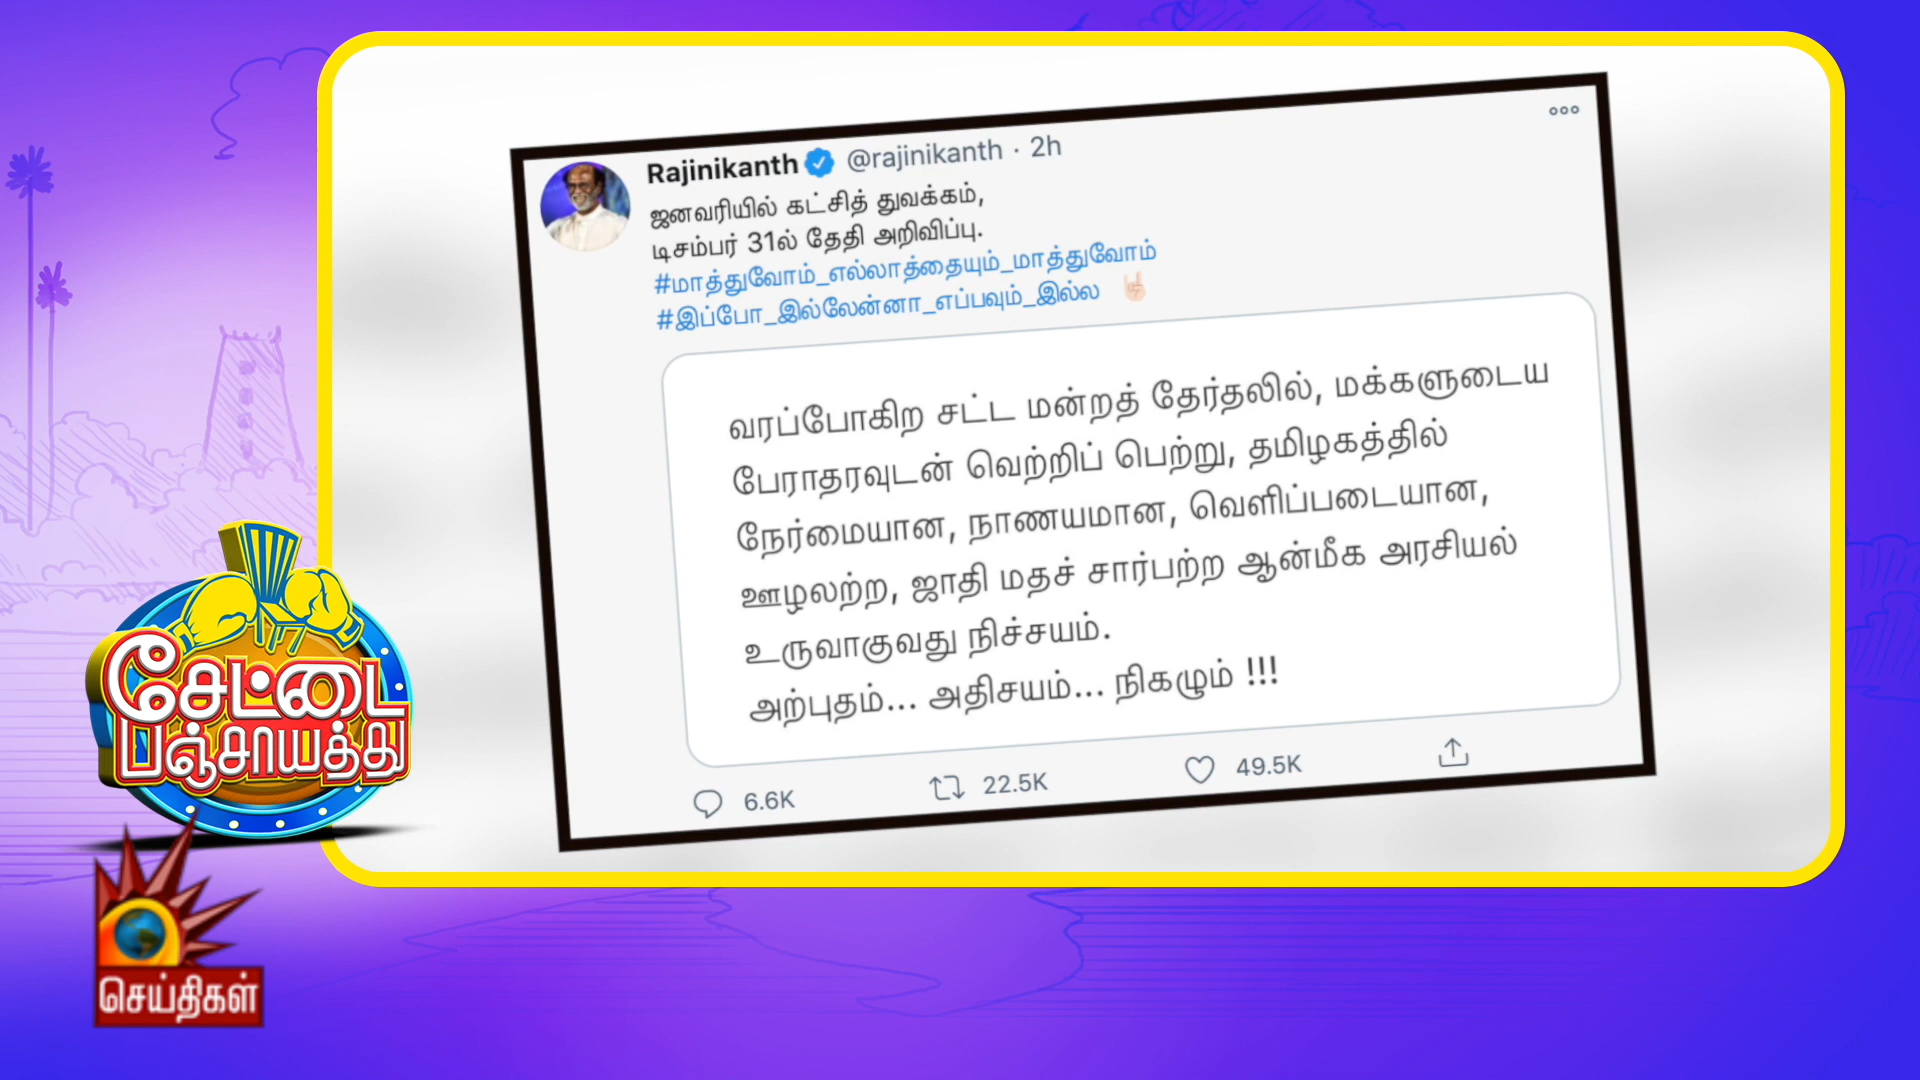 Rajinikanth @rajinikanth · 2h
ஜனவரியில் கட்சித் துவக்கம்,
டிசம்பர் 31ல் தேதி அறிவிப்பு.
#மாத்துவோம்_எல்லாத்தையும்_மாத்துவோம்
#இப்போ_இல்லேன்னா_எப்பவும்_இல்ல 🤘🏻
வரப்போகிற சட்ட மன்றத் தேர்தலில், மக்களுடைய
பேராதரவுடன் வெற்றிப் பெற்று, தமிழகத்தில்
நேர்மையான, நாணயமான, வெளிப்படையான,
ஊழலற்ற, ஜாதி மதச் சார்பற்ற ஆன்மீக அரசியல்
உருவாகுவது நிச்சயம்.
அற்புதம்... அதிசயம்... நிகழும் !!!
6.6K 22.5K 49.5K
சேட்டை
பஞ்சாயத்து
செய்திகள்